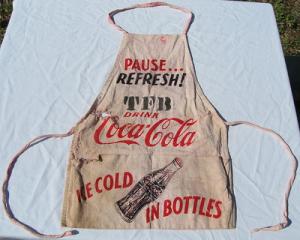 PAUSE...
REFRESH!
TFB
DRINK
Coca-Cola
ICE COLD
IN BOTTLES